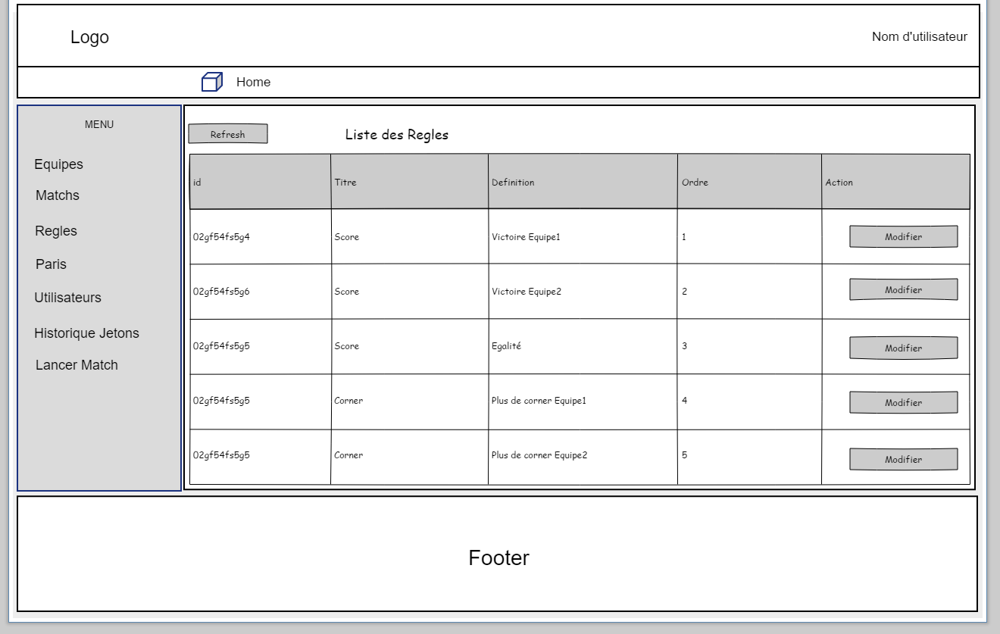 Logo
Nom d'utilisateur
Home
MENU
Equipes
Matchs
Regles
Paris
Utilisateurs
Historique Jetons
Lancer Match
Refresh
Liste des Regles
id Titre Definition Ordre Action
02gf54fs5g4 Score Victoire Equipe1 1 Modifier
02gf54fs5g6 Score Victoire Equipe2 2 Modifier
02gf54fs5g5 Score Egalité 3 Modifier
02gf54fs5g5 Corner Plus de corner Equipe1 4 Modifier
02gf54fs5g5 Corner Plus de corner Equipe2 5 Modifier
Footer